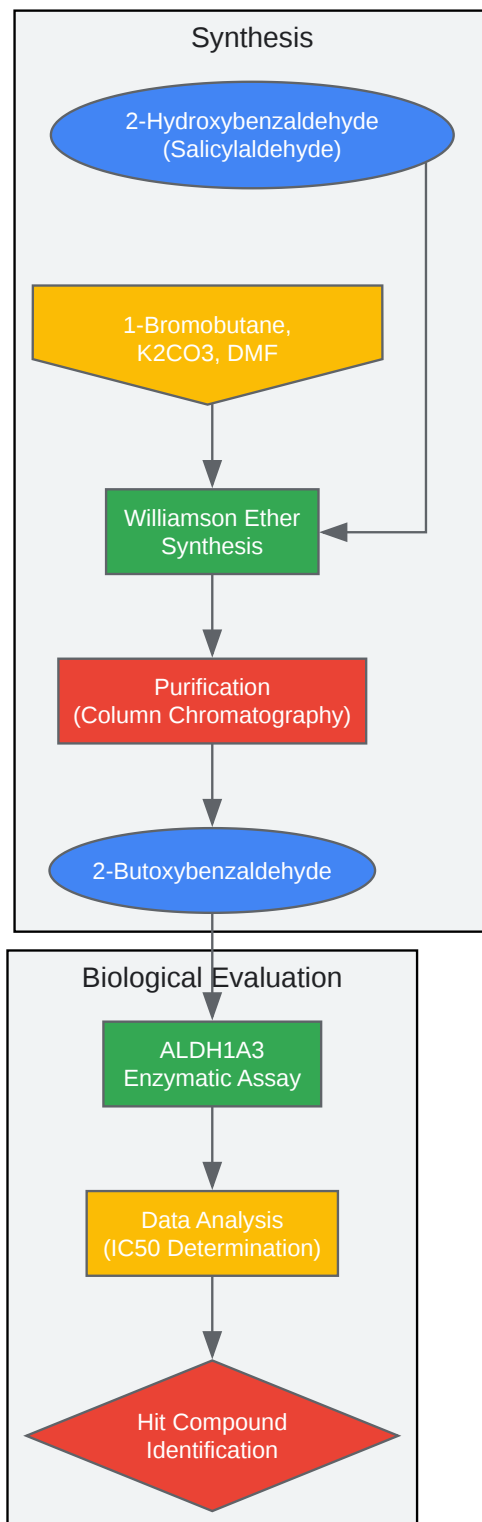 Synthesis
2-Hydroxybenzaldehyde
(Salicylaldehyde)
1-Bromobutane,
K2CO3, DMF
Williamson Ether
Synthesis
Purification
(Column Chromatography)
2-Butoxybenzaldehyde
Biological Evaluation
ALDH1A3
Enzymatic Assay
Data Analysis
(IC50 Determination)
Hit Compound
Identification